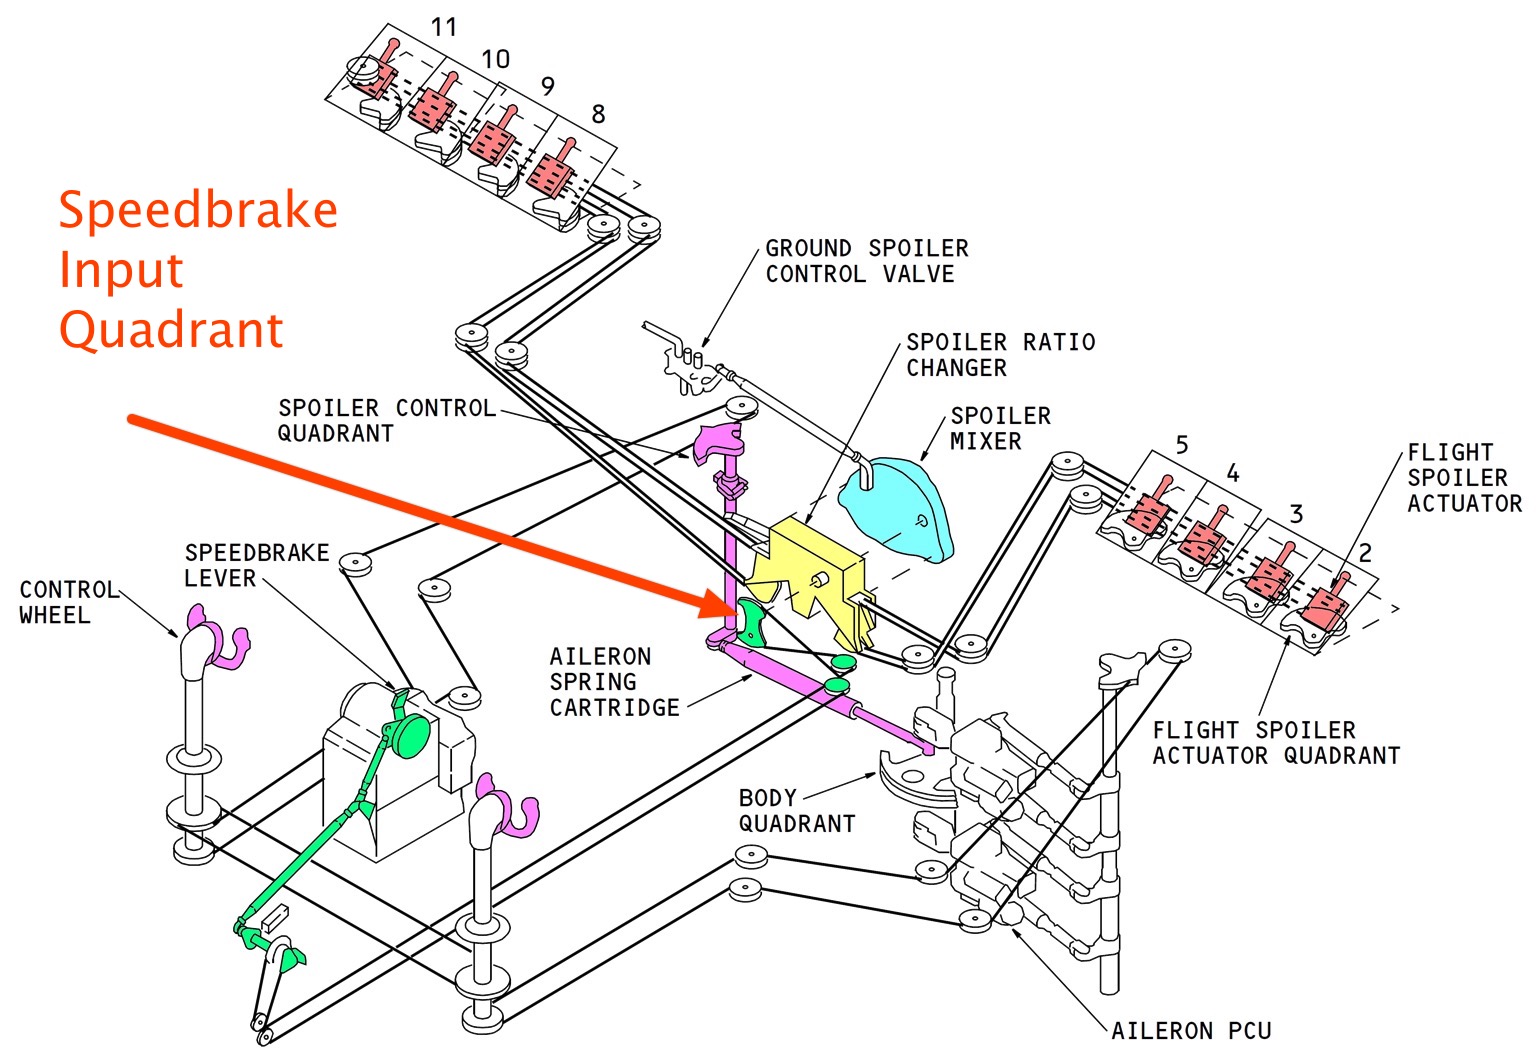 11
10
9
8
Speedbrake
Input
Quadrant
GROUND SPOILER
CONTROL VALVE
SPOILER RATIO
CHANGER
SPOILER CONTROL
QUADRANT
SPOILER
MIXER
5
4
3
2
FLIGHT
SPOILER
ACTUATOR
SPEEDBRAKE
LEVER
CONTROL
WHEEL
AILERON
SPRING
CARTRIDGE
FLIGHT SPOILER
ACTUATOR QUADRANT
BODY
QUADRANT
AILERON PCU